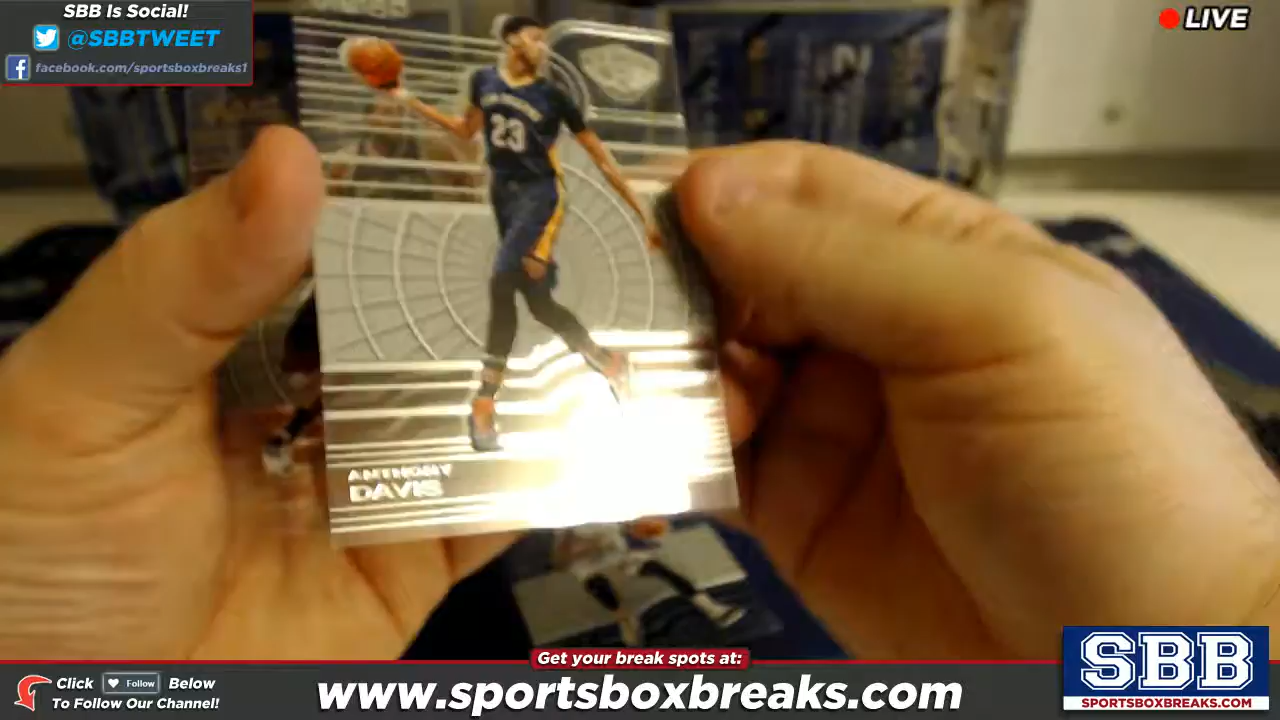 SBB Is Social!
@SBBTWEET
facebook.com/sportsboxbreaks1
LIVE
23
ANTHONY
DAVIS
Get your break spots at:
Click Follow Below
To Follow Our Channel!
www.sportsboxbreaks.com
SBB
SPORTSBOXBREAKS.COM